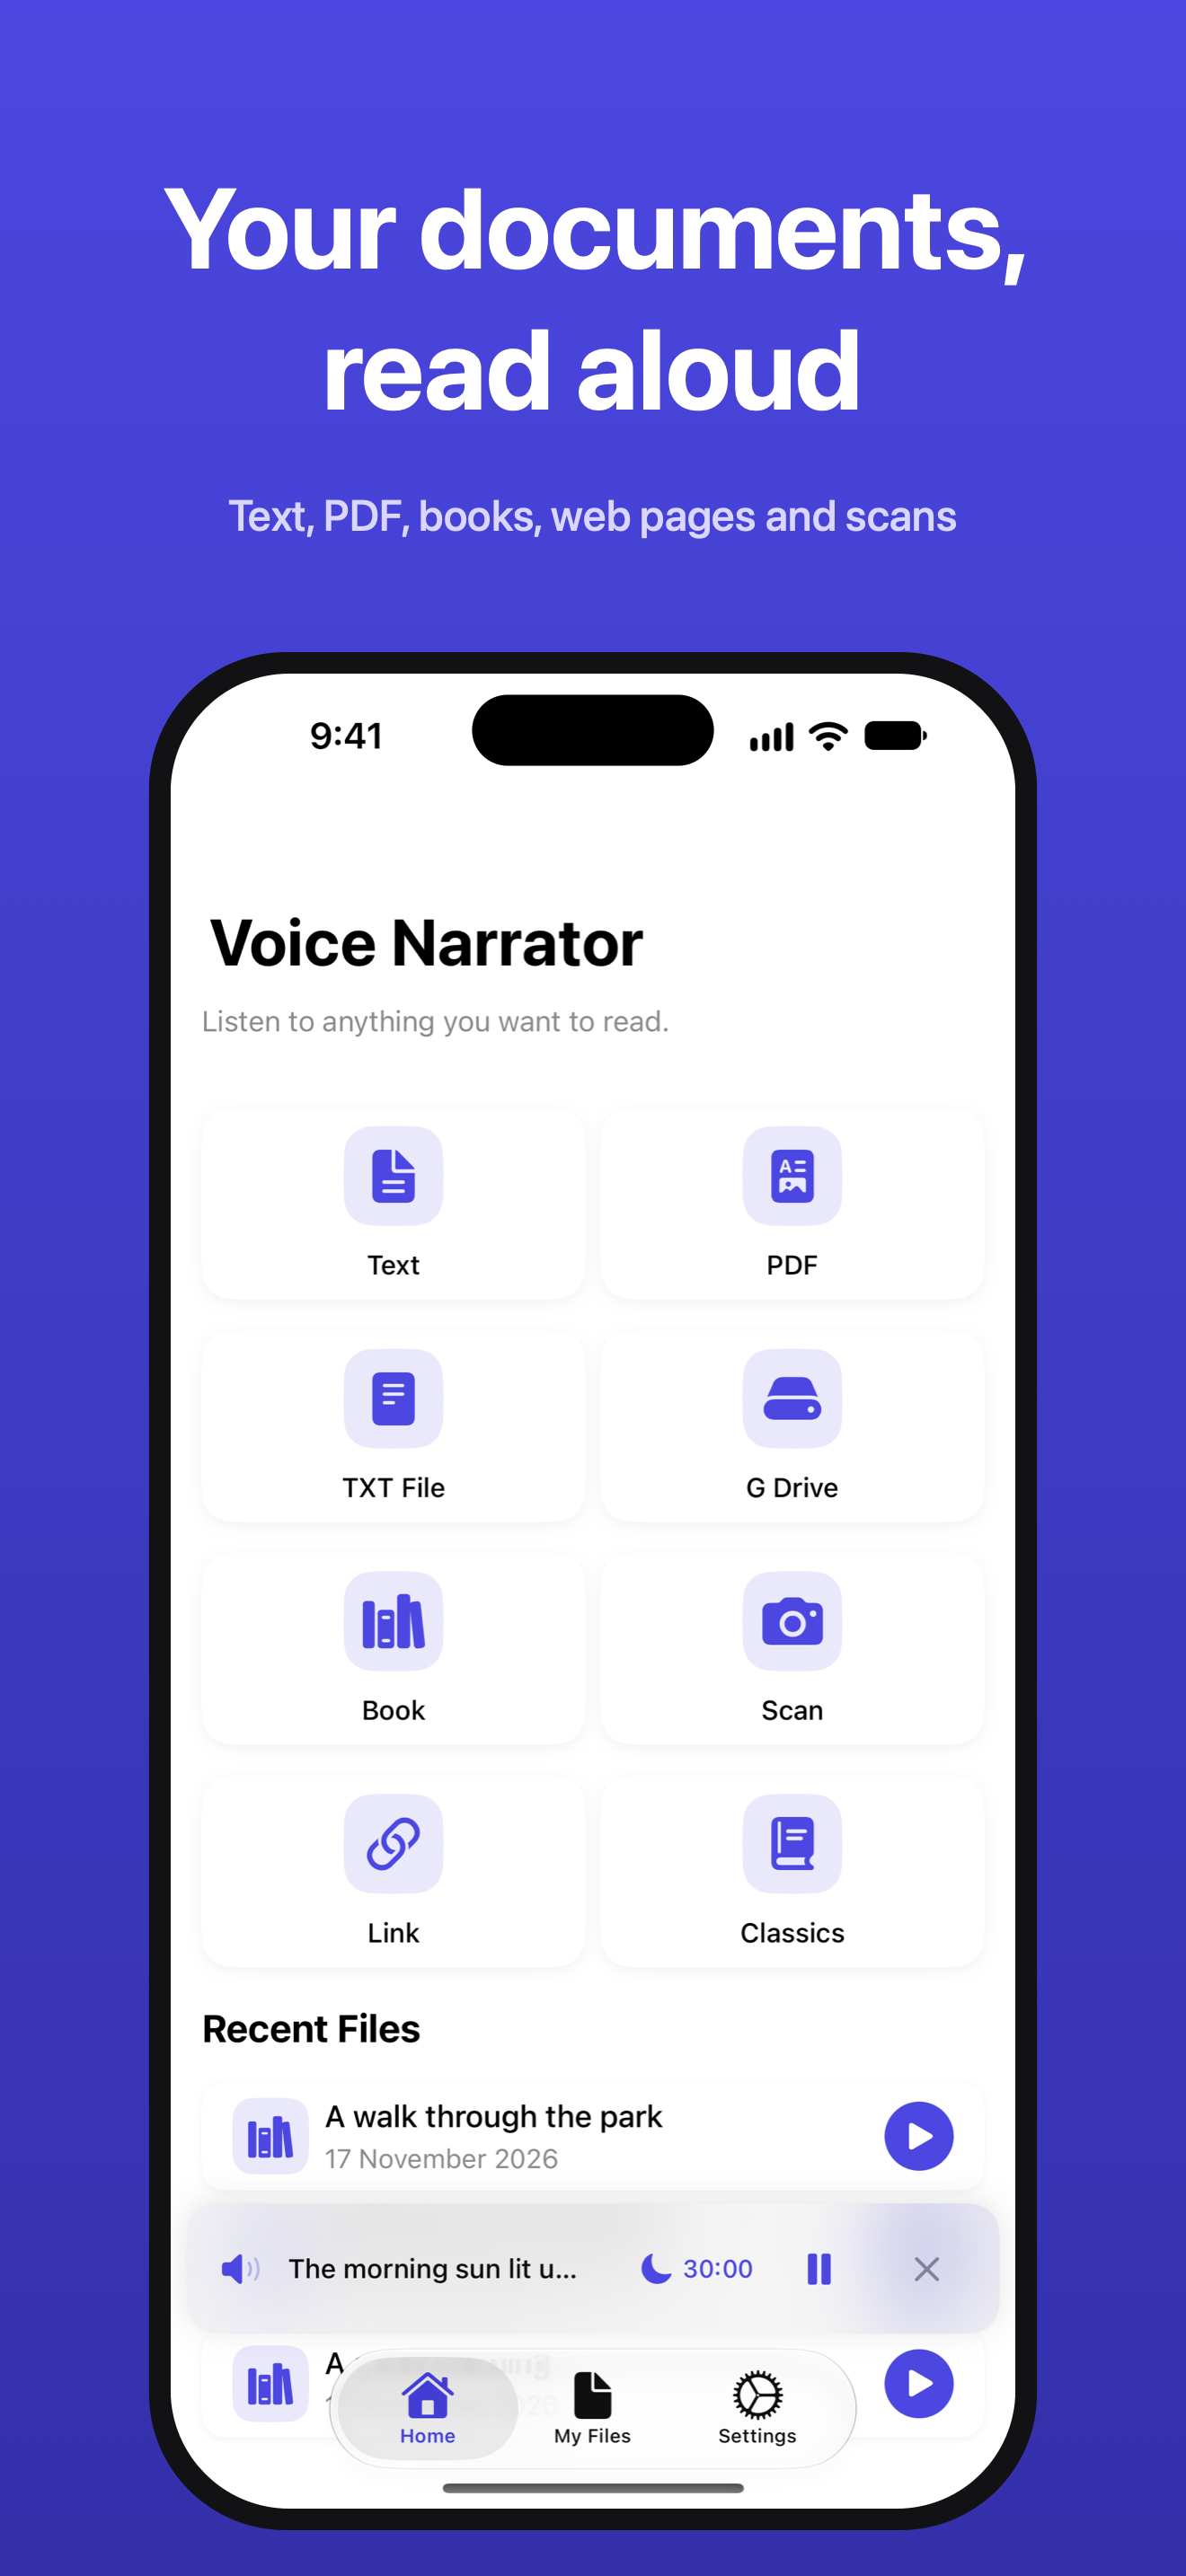 Your documents,
read aloud
Text, PDF, books, web pages and scans
9:41
Voice Narrator
Listen to anything you want to read.
Text
PDF
TXT File
G Drive
Book
Scan
Link
Classics
Recent Files
A walk through the park
17 November 2026
The morning sun lit u...
30:00
A
Home
My Files
Settings